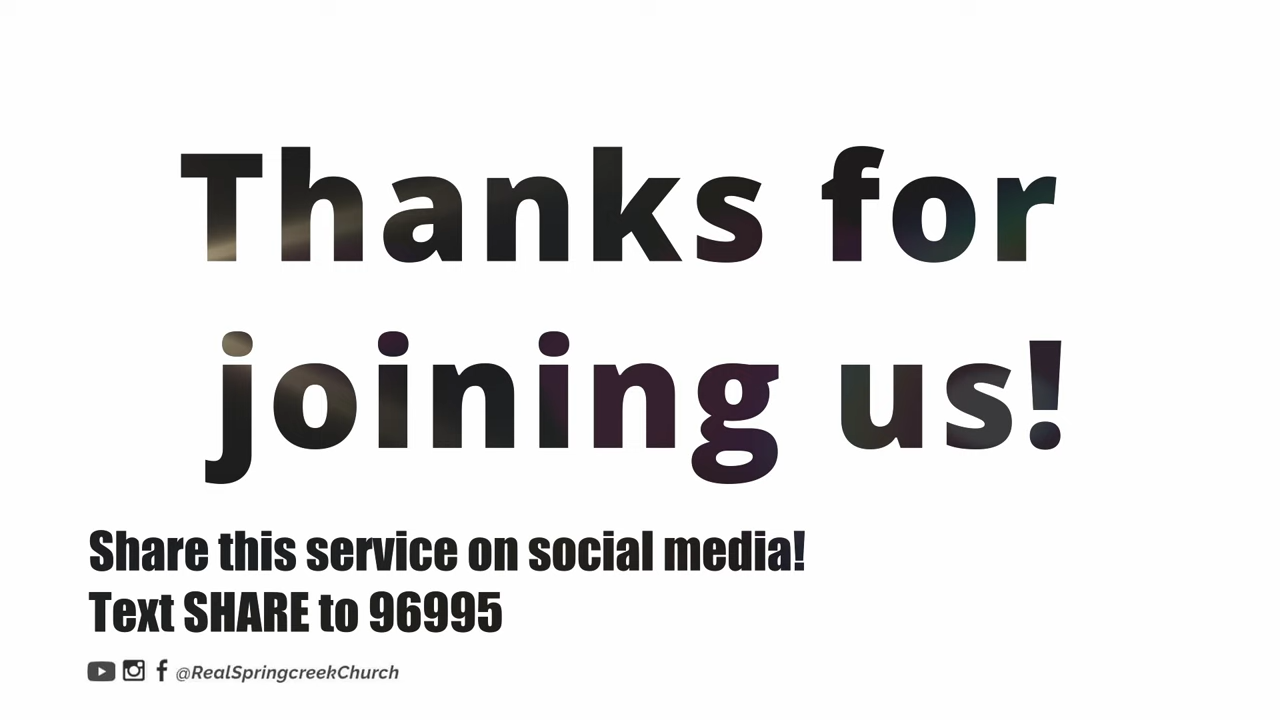 Thanks for
joining us!
Share this service on social media!
Text SHARE to 96995
@RealSpringcreekChurch